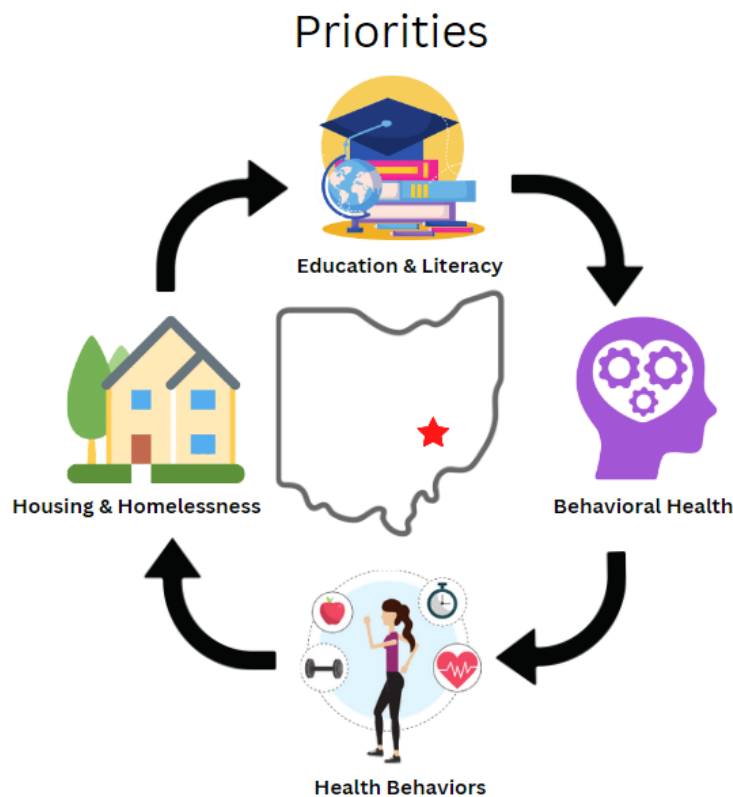 Priorities
Education & Literacy
Housing & Homelessness
Behavioral Health
Health Behaviors